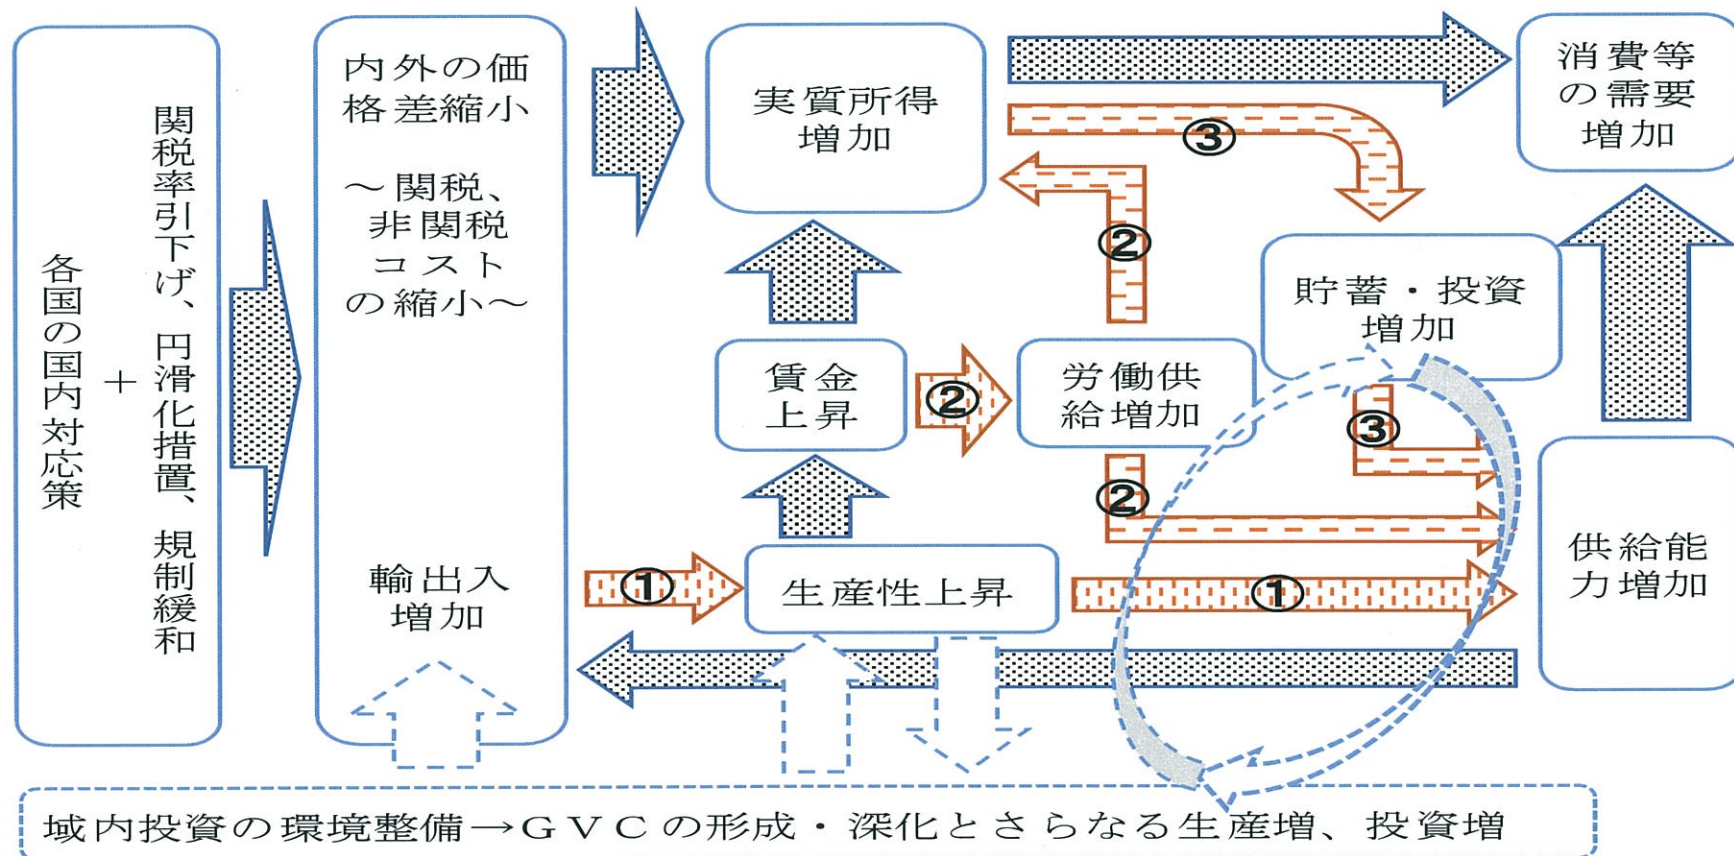 関税率引下げ、円滑化措置、規制緩和
＋
各国の国内対応策
内外の価
格差縮小
～関税、
非関税
コスト
の縮小～
輸出入
増加
実質所得
増加
消費等
の需要
増加
③
②
貯蓄・投資
増加
賃金
上昇
②
労働供
給増加
③
②
①
生産性上昇
①
供給能
力増加
域内投資の環境整備→ＧＶＣの形成・深化とさらなる生産増、投資増